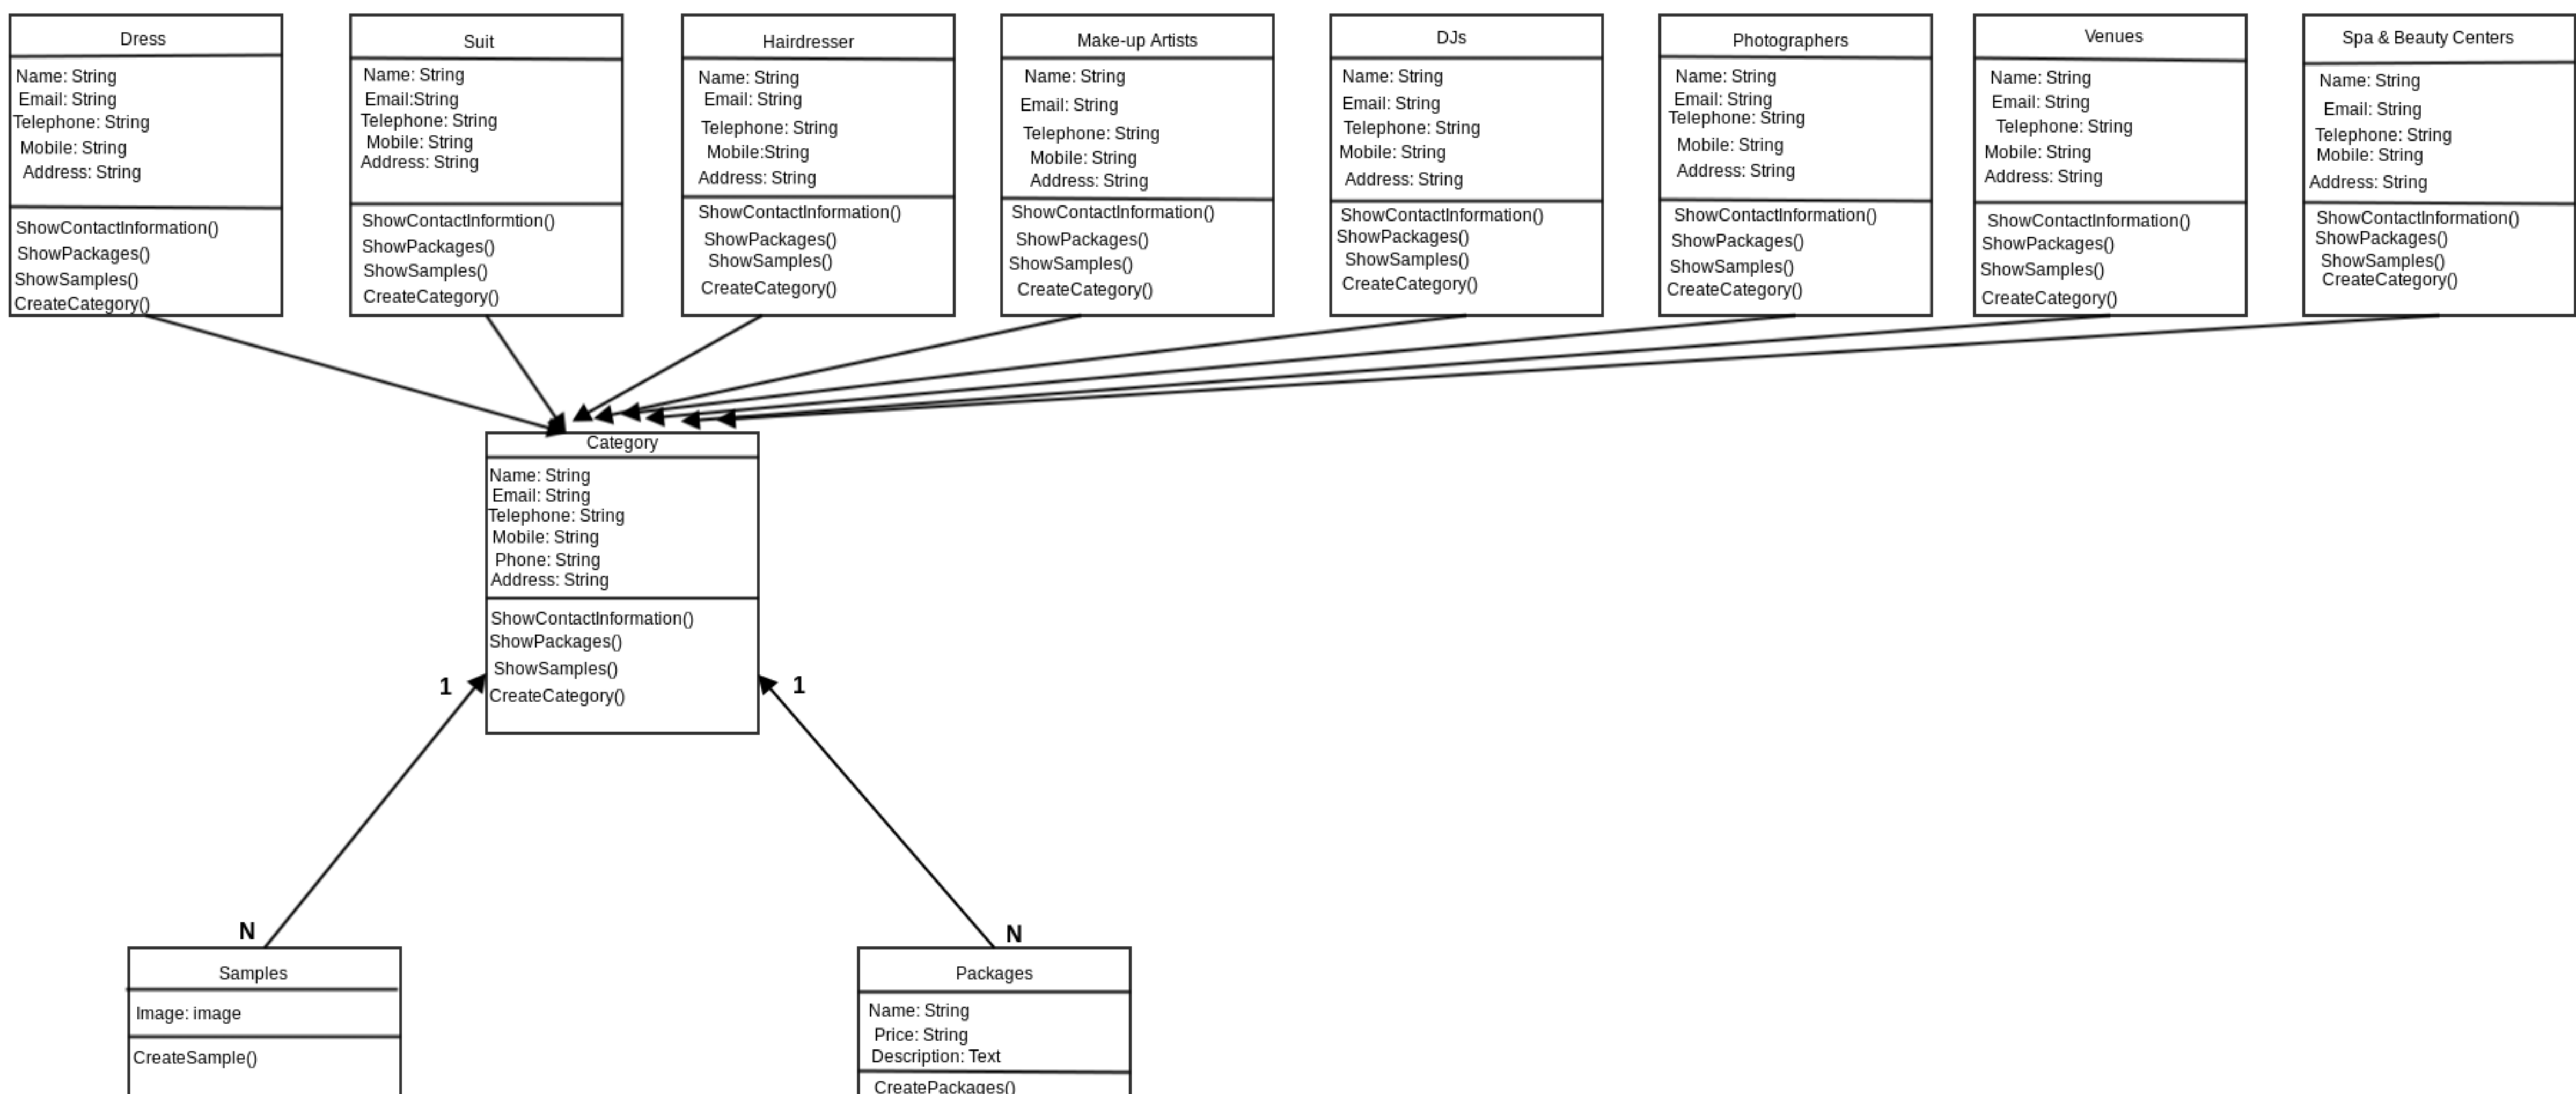 Dress
Name: String
Email: String
Telephone: String
Mobile: String
Address: String
ShowContactInformation()
ShowPackages()
ShowSamples()
CreateCategory()
Suit
Name: String
Email:String
Telephone: String
Mobile: String
Address: String
ShowContactInformtion()
ShowPackages()
ShowSamples()
CreateCategory()
Hairdresser
Name: String
Email: String
Telephone: String
Mobile:String
Address: String
ShowContactInformation()
ShowPackages()
ShowSamples()
CreateCategory()
Make-up Artists
Name: String
Email: String
Telephone: String
Mobile: String
Address: String
ShowContactInformation()
ShowPackages()
ShowSamples()
CreateCategory()
DJs
Name: String
Email: String
Telephone: String
Mobile: String
Address: String
ShowContactInformation()
ShowPackages()
ShowSamples()
CreateCategory()
Photographers
Name: String
Email: String
Telephone: String
Mobile: String
Address: String
ShowContactInformation()
ShowPackages()
ShowSamples()
CreateCategory()
Venues
Name: String
Email: String
Telephone: String
Mobile: String
Address: String
ShowContactInformation()
ShowPackages()
ShowSamples()
CreateCategory()
Spa & Beauty Centers
Name: String
Email: String
Telephone: String
Mobile: String
Address: String
ShowContactInformation()
ShowPackages()
ShowSamples()
CreateCategory()
Category
Name: String
Email: String
Telephone: String
Mobile: String
Phone: String
Address: String
ShowContactInformation()
ShowPackages()
ShowSamples()
CreateCategory()
1
1
N
N
Samples
Image: image
CreateSample()
Packages
Name: String
Price: String
Description: Text
CreatePackages()